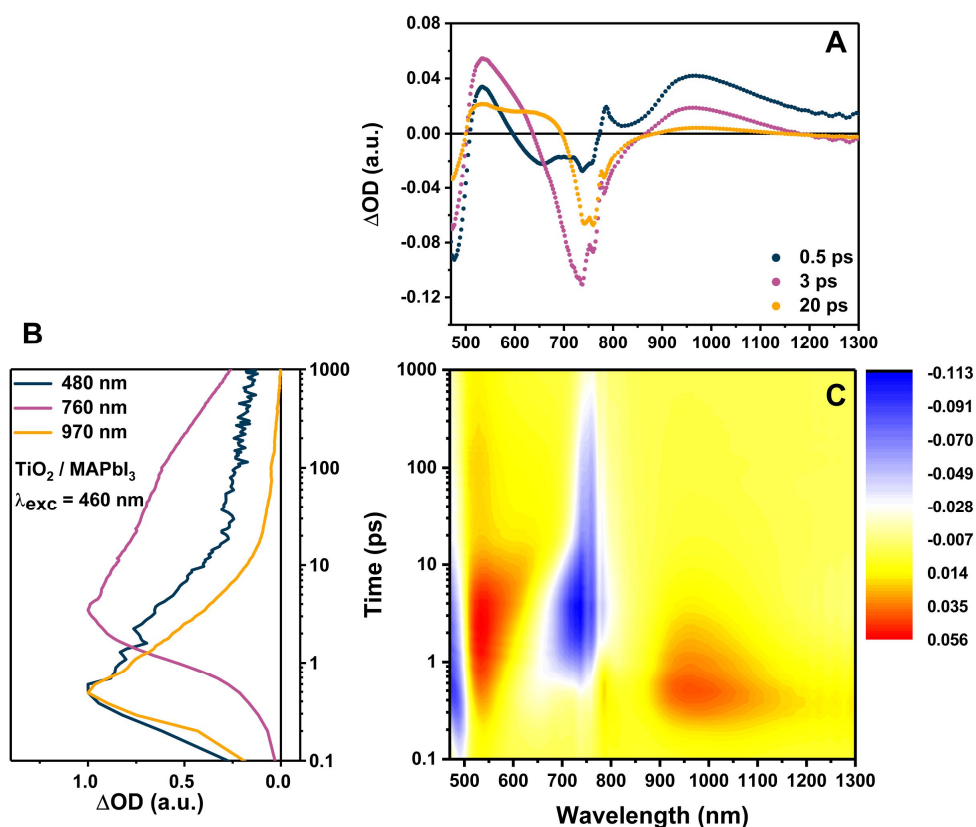 A
ΔOD (a.u.)
0.08
0.04
0.00
-0.04
-0.08
-0.12
0.5 ps
3 ps
20 ps
500 600 700 800 900 1000 1100 1200 1300
B
480 nm
760 nm
970 nm
TiO2 / MAPbI3
λexc = 460 nm
1000
100
10
1
0.1
1.0 0.5 0.0
ΔOD (a.u.)
Time (ps)
C
1000
100
10
1
0.1
500 600 700 800 900 1000 1100 1200 1300
Wavelength (nm)
-0.113
-0.091
-0.070
-0.049
-0.028
-0.007
0.014
0.035
0.056